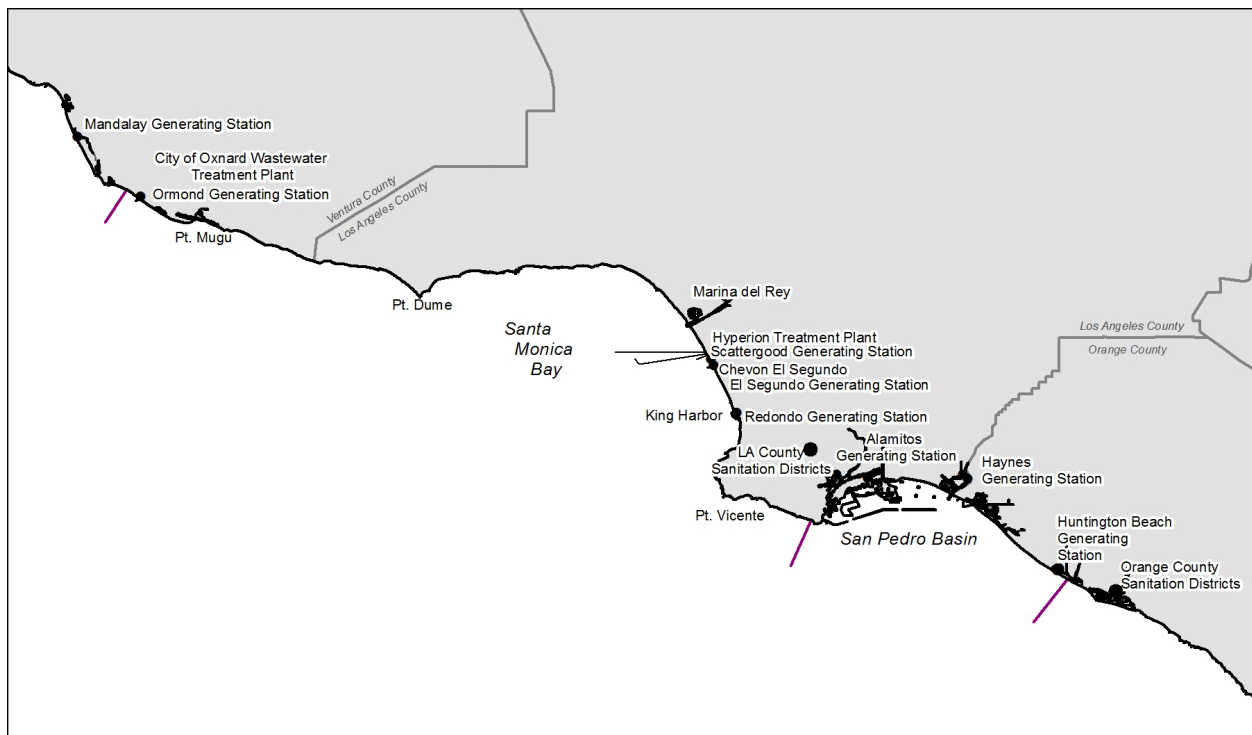 Mandalay Generating Station
City of Oxnard Wastewater
Treatment Plant
Ormond Generating Station
Pt. Mugu
Ventura County
Los Angeles County
Pt. Dume
Santa
Monica
Bay
Marina del Rey
Hyperion Treatment Plant
Scattergood Generating Station
Chevon El Segundo
El Segundo Generating Station
King Harbor
Redondo Generating Station
LA County
Sanitation Districts
Alamitos
Generating Station
Pt. Vicente
San Pedro Basin
Los Angeles County
Orange County
Haynes
Generating Station
Huntington Beach
Generating
Station
Orange County
Sanitation Districts